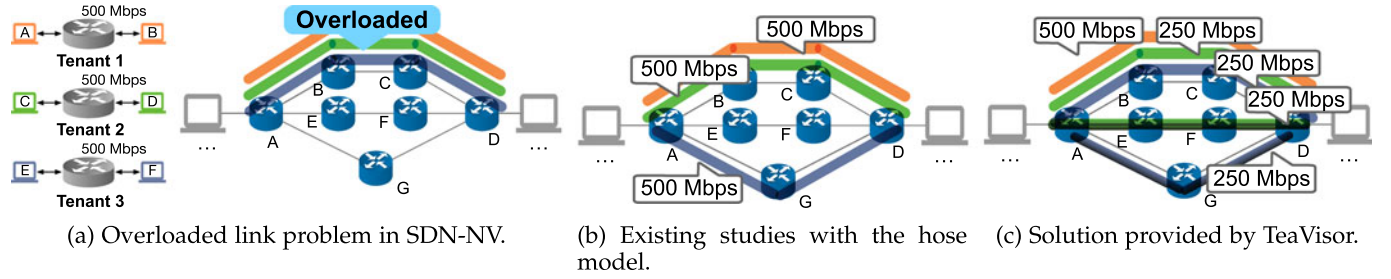 500 Mbps
A
B
Tenant 1
500 Mbps
C
D
Tenant 2
500 Mbps
E
F
Tenant 3
Overloaded
B
C
E
F
A
D
G
...
...
(a) Overloaded link problem in SDN-NV.
500 Mbps
500 Mbps
B
C
E
F
A
D
500 Mbps
G
...
...
(b) Existing studies with the hose
model.
500 Mbps
250 Mbps
250 Mbps
250 Mbps
B
C
E
F
A
D
250 Mbps
G
...
...
(c) Solution provided by TeaVisor.